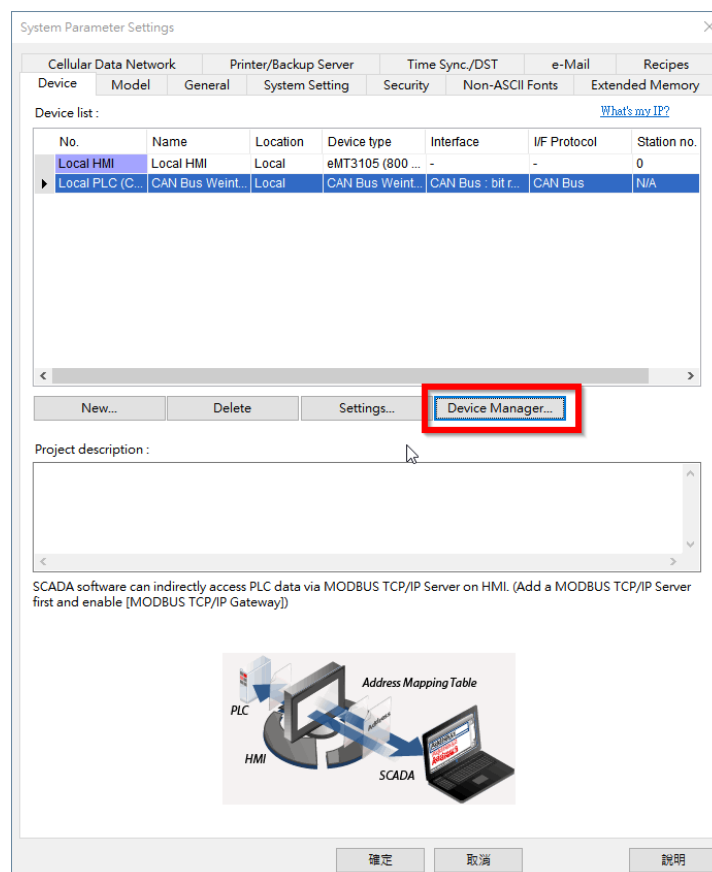 System Parameter Settings
Cellular Data Network Printer/Backup Server Time Sync./DST e-Mail Recipes
Device Model General System Setting Security Non-ASCII Fonts Extended Memory
Device list : What's my IP?
No. Name Location Device type Interface I/F Protocol Station no.
Local HMI Local HMI Local eMT3105 (800 ... - - 0
Local PLC (C... CAN Bus Weint... Local CAN Bus Weint... CAN Bus : bit r... CAN Bus N/A
New... Delete Settings... Device Manager...
Project description :
SCADA software can indirectly access PLC data via MODBUS TCP/IP Server on HMI. (Add a MODBUS TCP/IP Server
first and enable [MODBUS TCP/IP Gateway])
Address Mapping Table
PLC
Address
HMI
SCADA
確定 取消 說明